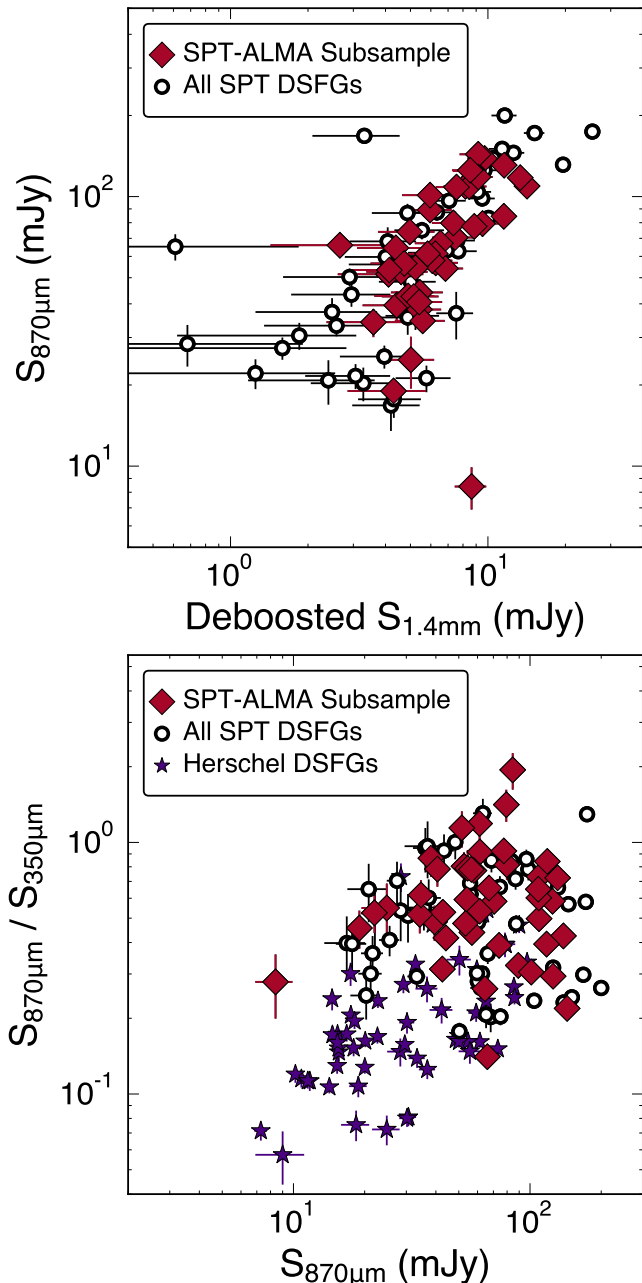 SPT-ALMA Subsample
All SPT DSFGs
10²
10¹
S₈₇₀μm (mJy)
10⁰ 10¹
Deboosted S₁.₄mm (mJy)
SPT-ALMA Subsample
All SPT DSFGs
Herschel DSFGs
10⁰
10⁻¹
S₈₇₀μm / S₃₅₀μm
10¹ 10²
S₈₇₀μm (mJy)